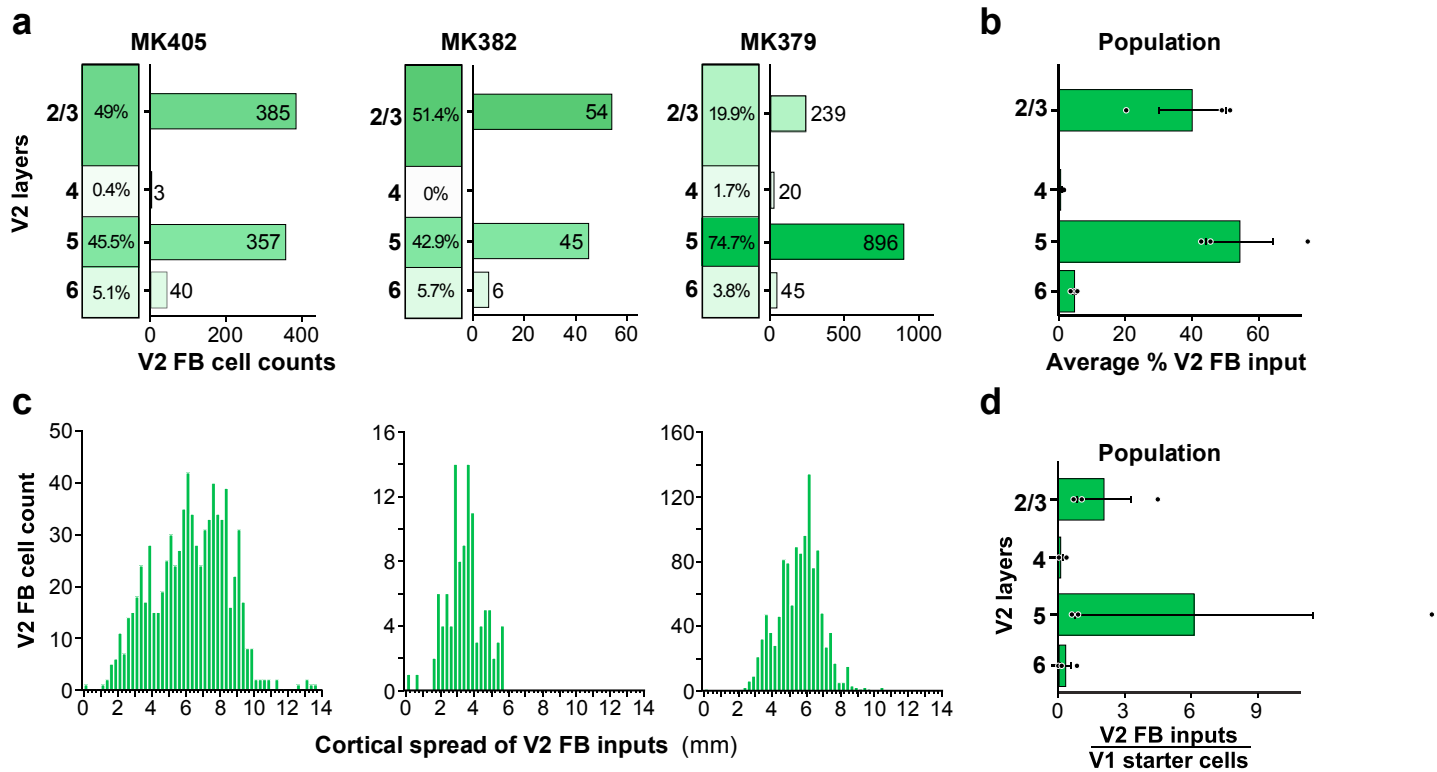 a
MK405
V2 layers
2/3 49% 385
4 0.4% 3
5 45.5% 357
6 5.1% 40
0 200 400
V2 FB cell counts
MK382
2/3 51.4% 54
4 0%
5 42.9% 45
6 5.7% 6
0 20 40 60
MK379
2/3 19.9% 239
4 1.7% 20
5 74.7% 896
6 3.8% 45
0 500 1000
b
Population
2/3
4
5
6
0 20 40 60
Average % V2 FB input
c
V2 FB cell count
50
40
30
20
10
0
0 2 4 6 8 10 12 14
16
12
8
4
0
0 2 4 6 8 10 12 14
160
120
80
40
0
0 2 4 6 8 10 12 14
Cortical spread of V2 FB inputs (mm)
d
Population
V2 layers
2/3
4
5
6
0 3 6 9
V2 FB inputs
V1 starter cells